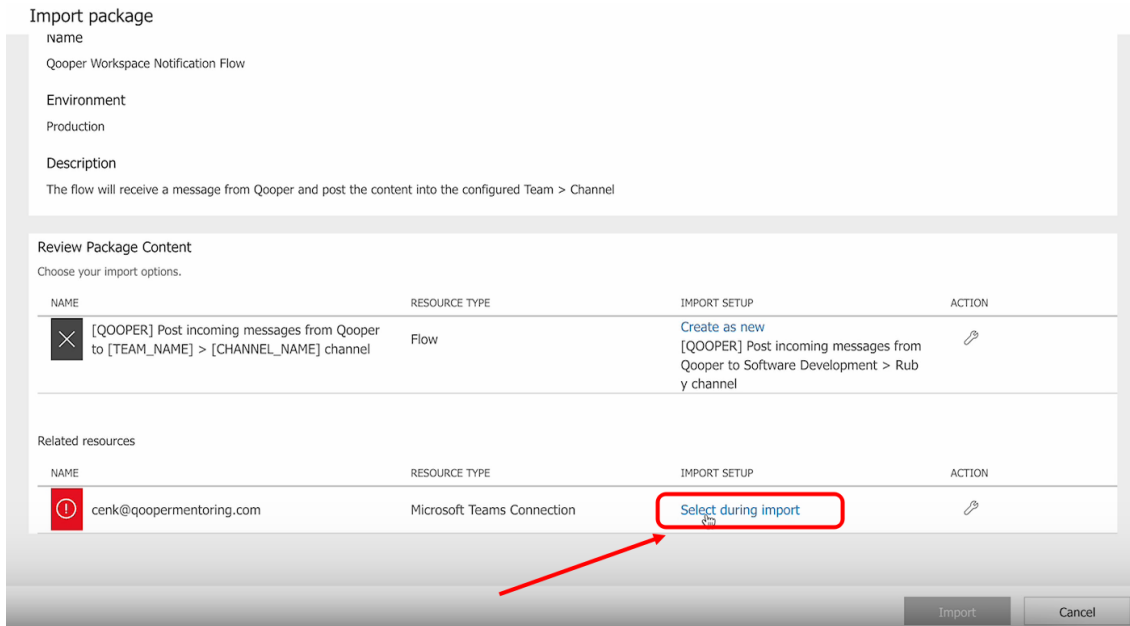 Import package
Name
Qooper Workspace Notification Flow
Environment
Production
Description
The flow will receive a message from Qooper and post the content into the configured Team > Channel
Review Package Content
Choose your import options.
NAME
RESOURCE TYPE
IMPORT SETUP
ACTION
[QOOPER] Post incoming messages from Qooper
to [TEAM_NAME] > [CHANNEL_NAME] channel
Flow
Create as new
[QOOPER] Post incoming messages from
Qooper to Software Development > Rub
y channel
Related resources
NAME
RESOURCE TYPE
IMPORT SETUP
ACTION
cenk@qoopermentoring.com
Microsoft Teams Connection
Select during import
Import
Cancel